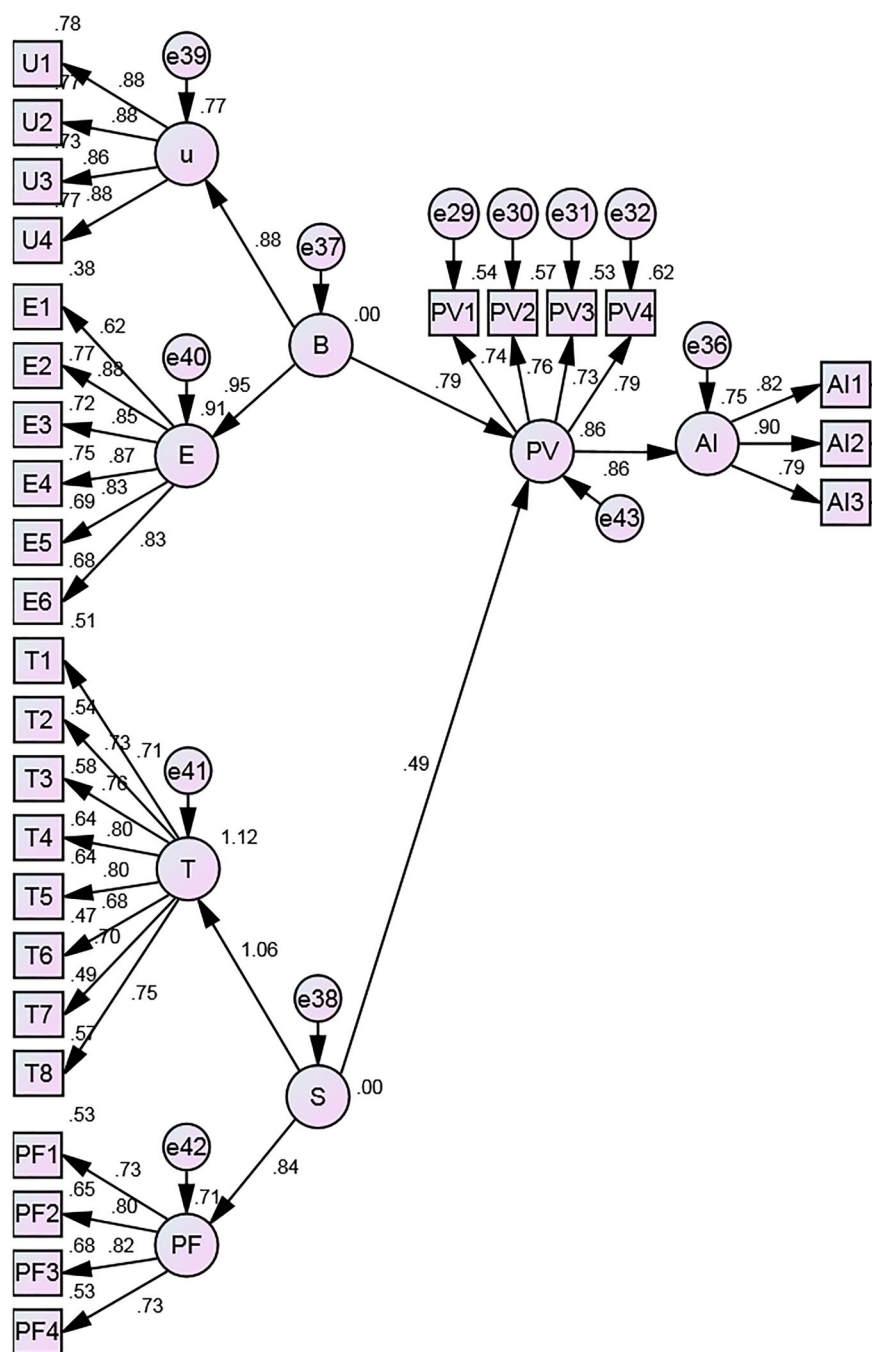 .78
U1
e39
.77
.88
.77
U2
.88
u
.73
.86
U3
.77
.88
U4
.38
.88
e37
B
.00
E1
.62
E2
.77
.88
e40
.95
.91
E3
.72
.85
E
E4
.75
.87
.83
.69
E5
.83
.68
E6
.51
e29
e30
e31
e32
.54
.57
.53
.62
PV1
PV2
PV3
PV4
.74
.76
.73
.79
.79
PV
.86
.86
e43
e36
.75
AI
.82
AI1
.90
AI2
.79
AI3
T1
T2
.54
.73
.71
T3
.58
.76
e41
T4
.64
.80
1.12
.64
T
T5
.80
.68
.47
T6
.70
.49
T7
.75
.57
T8
1.06
.49
e38
S
.00
.53
PF1
.73
e42
.84
.65
PF2
.80
.71
PF
.68
.82
PF3
.53
.73
PF4